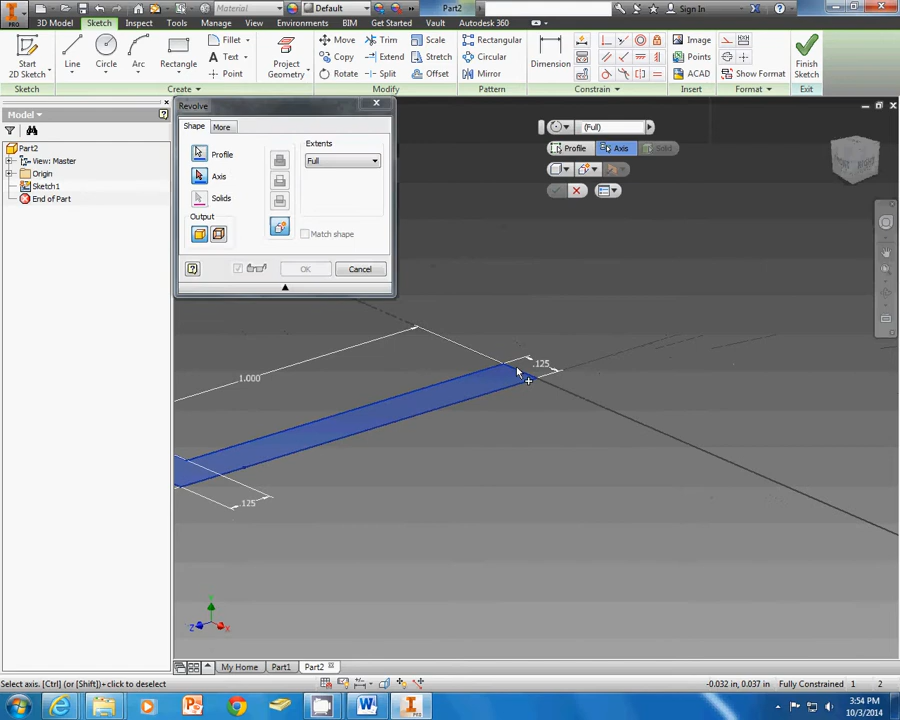 Material
Default
Part2
Sign In
3D Model
Sketch
Inspect
Tools
Manage
View
Environments
BIM
Get Started
Vault
Autodesk 360
Start
2D Sketch
Line
Circle
Arc
Rectangle
Fillet
Text
Point
Project
Geometry
Move
Copy
Rotate
Trim
Extend
Split
Scale
Stretch
Offset
Rectangular
Circular
Mirror
Dimension
Image
Points
ACAD
Show Format
Finish
Sketch
Sketch
Create
Modify
Pattern
Constrain
Insert
Format
Exit
PRO
Model
Part2
View: Master
Origin
Sketch1
End of Part
Revolve
Shape
More
Profile
Axis
Solids
Output
Extents
Full
Match shape
OK
Cancel
(Full)
Profile
Axis
Solid
1.000
.125
.125
Z
X
My Home
Part1
Part2
Select axis. [Ctrl] (or [Shift])+click to deselect
-0.032 in, 0.037 in
Fully Constrained
1
2
3:54 PM
10/3/2014